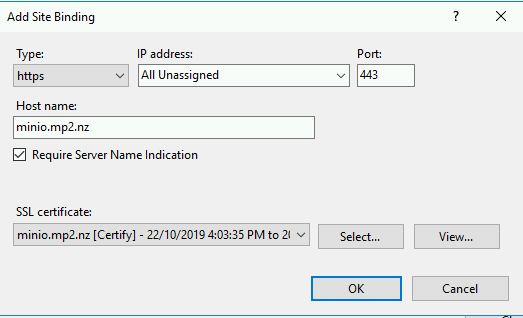 Add Site Binding
?
Type:
IP address:
Port:
https
All Unassigned
443
Host name:
minio.mp2.nz
Require Server Name Indication
SSL certificate:
minio.mp2.nz [Certify] - 22/10/2019 4:03:35 PM to 20
Select...
View...
OK
Cancel